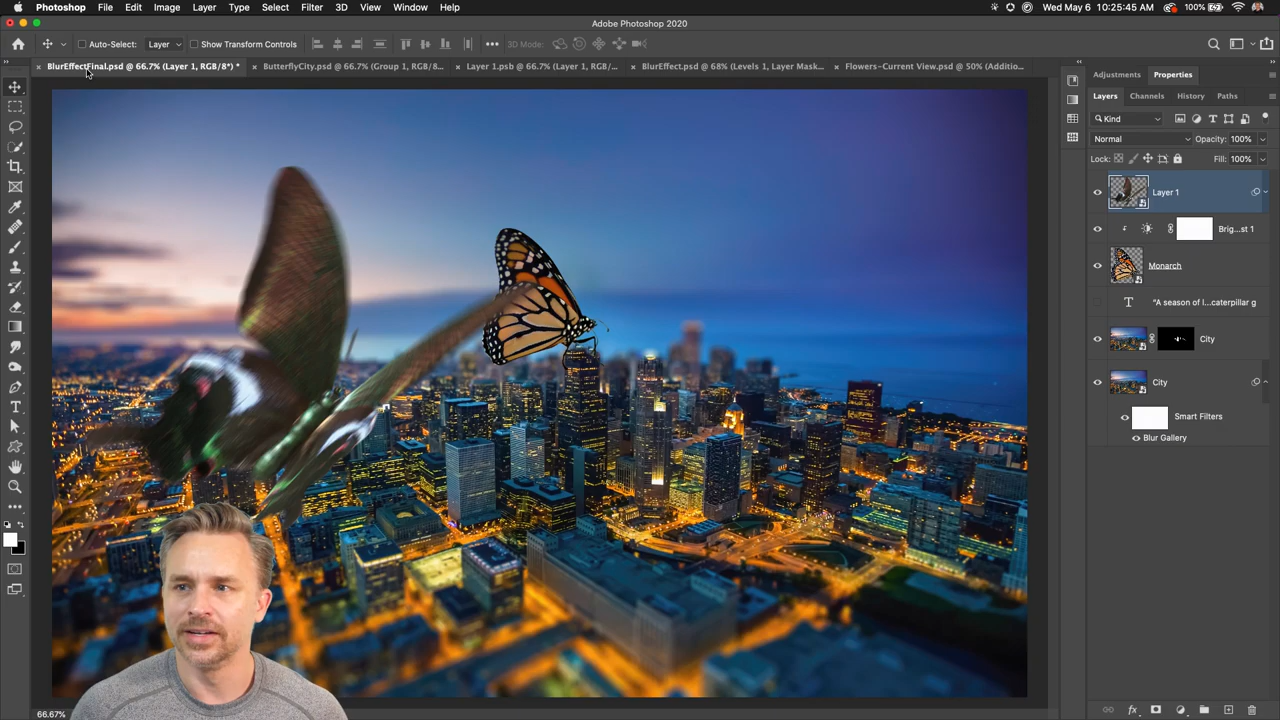 Photoshop File Edit Image Layer Type Select Filter 3D View Window Help
100% Wed May 6 10:25:45 AM
Adobe Photoshop 2020
Auto-Select: Layer Show Transform Controls 3D Mode:
BlurEffectFinal.psd @ 66.7% (Layer 1, RGB/8*) *
ButterflyCity.psd @ 66.7% (Group 1, RGB/8...
Layer 1.psb @ 66.7% (Layer 1, RGB/...
BlurEffect.psd @ 68% (Levels 1, Layer Mask...
Flowers-Current View.psd @ 50% (Additio...
Adjustments Properties
Layers Channels History Paths
Kind
Normal Opacity: 100%
Lock: Fill: 100%
Layer 1
Brig...st 1
Monarch
T "A season of l...caterpillar g
City
City
Smart Filters
Blur Gallery
66.67%